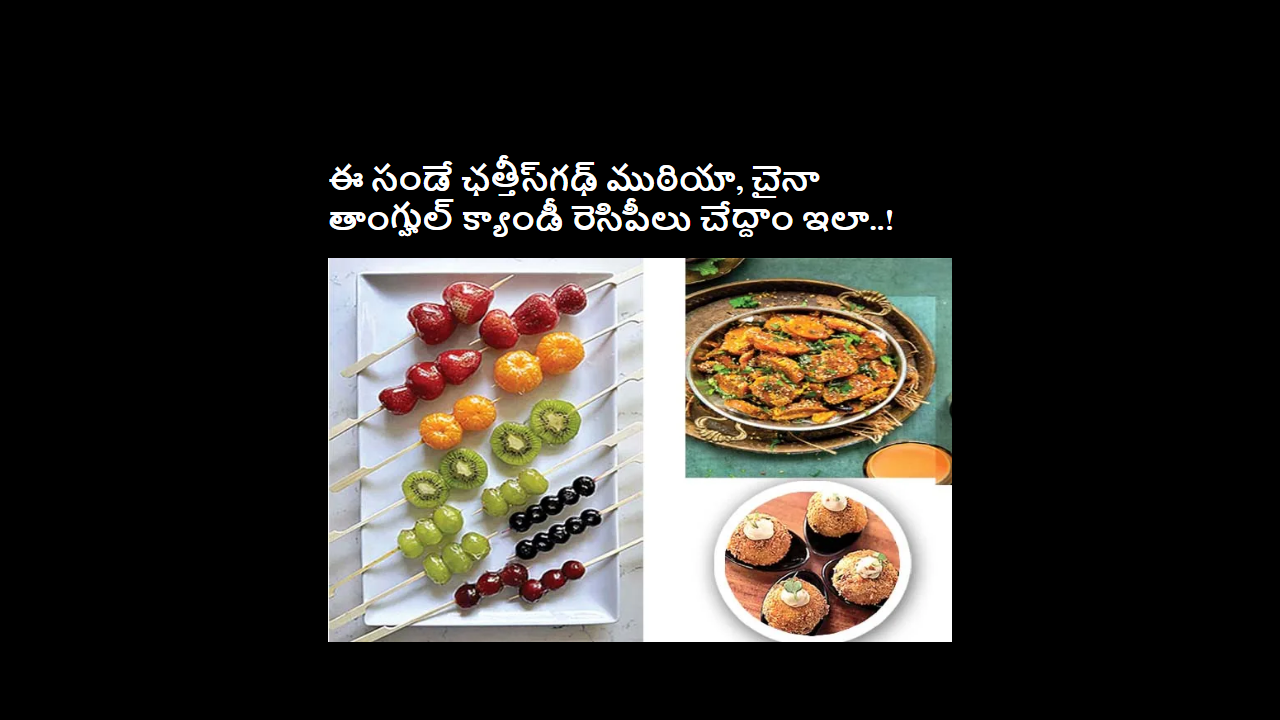 ఈ సండే ఛత్తీస్‌గఢ్‌ ముఠియా, చైనా
తాంగ్హుల్‌ క్యాండీ రెసిపీలు చేద్దాం ఇలా..!